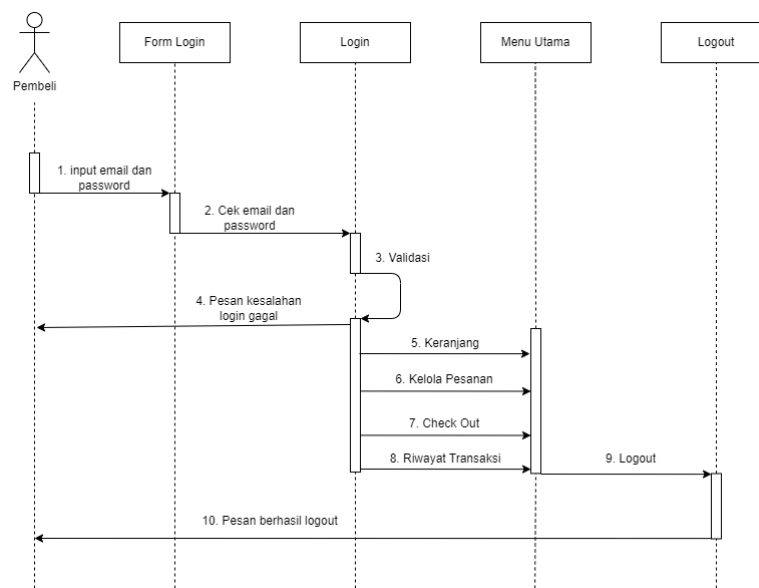 Pembeli
Form Login
Login
Menu Utama
Logout
1. input email dan
password
2. Cek email dan
password
3. Validasi
4. Pesan kesalahan
login gagal
5. Keranjang
6. Kelola Pesanan
7. Check Out
8. Riwayat Transaksi
9. Logout
10. Pesan berhasil logout